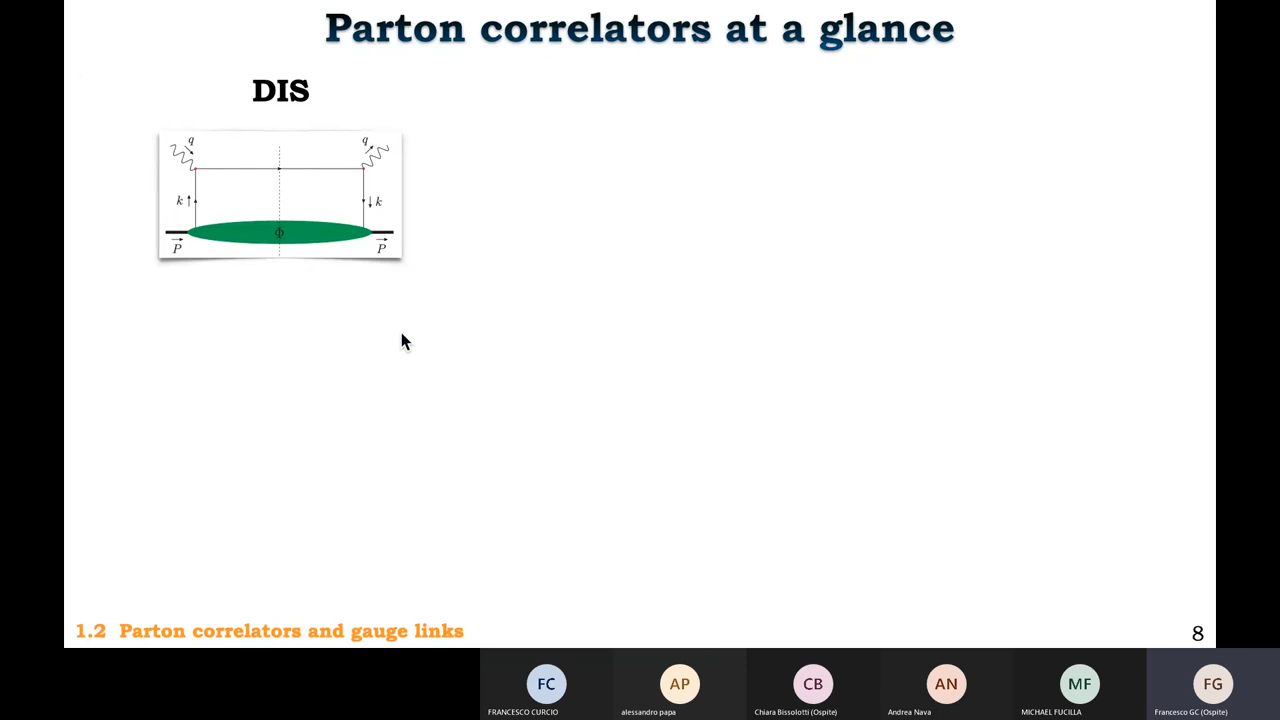 Parton correlators at a glance
DIS
q q
k k
Φ
P P
1.2 Parton correlators and gauge links
8
FC AP CB AN MF FG
FRANCESCO CURCIO alessandro papa Chiara Bissolotti (Ospite) Andrea Nava MICHAEL FUCILLA Francesco GC (Ospite)